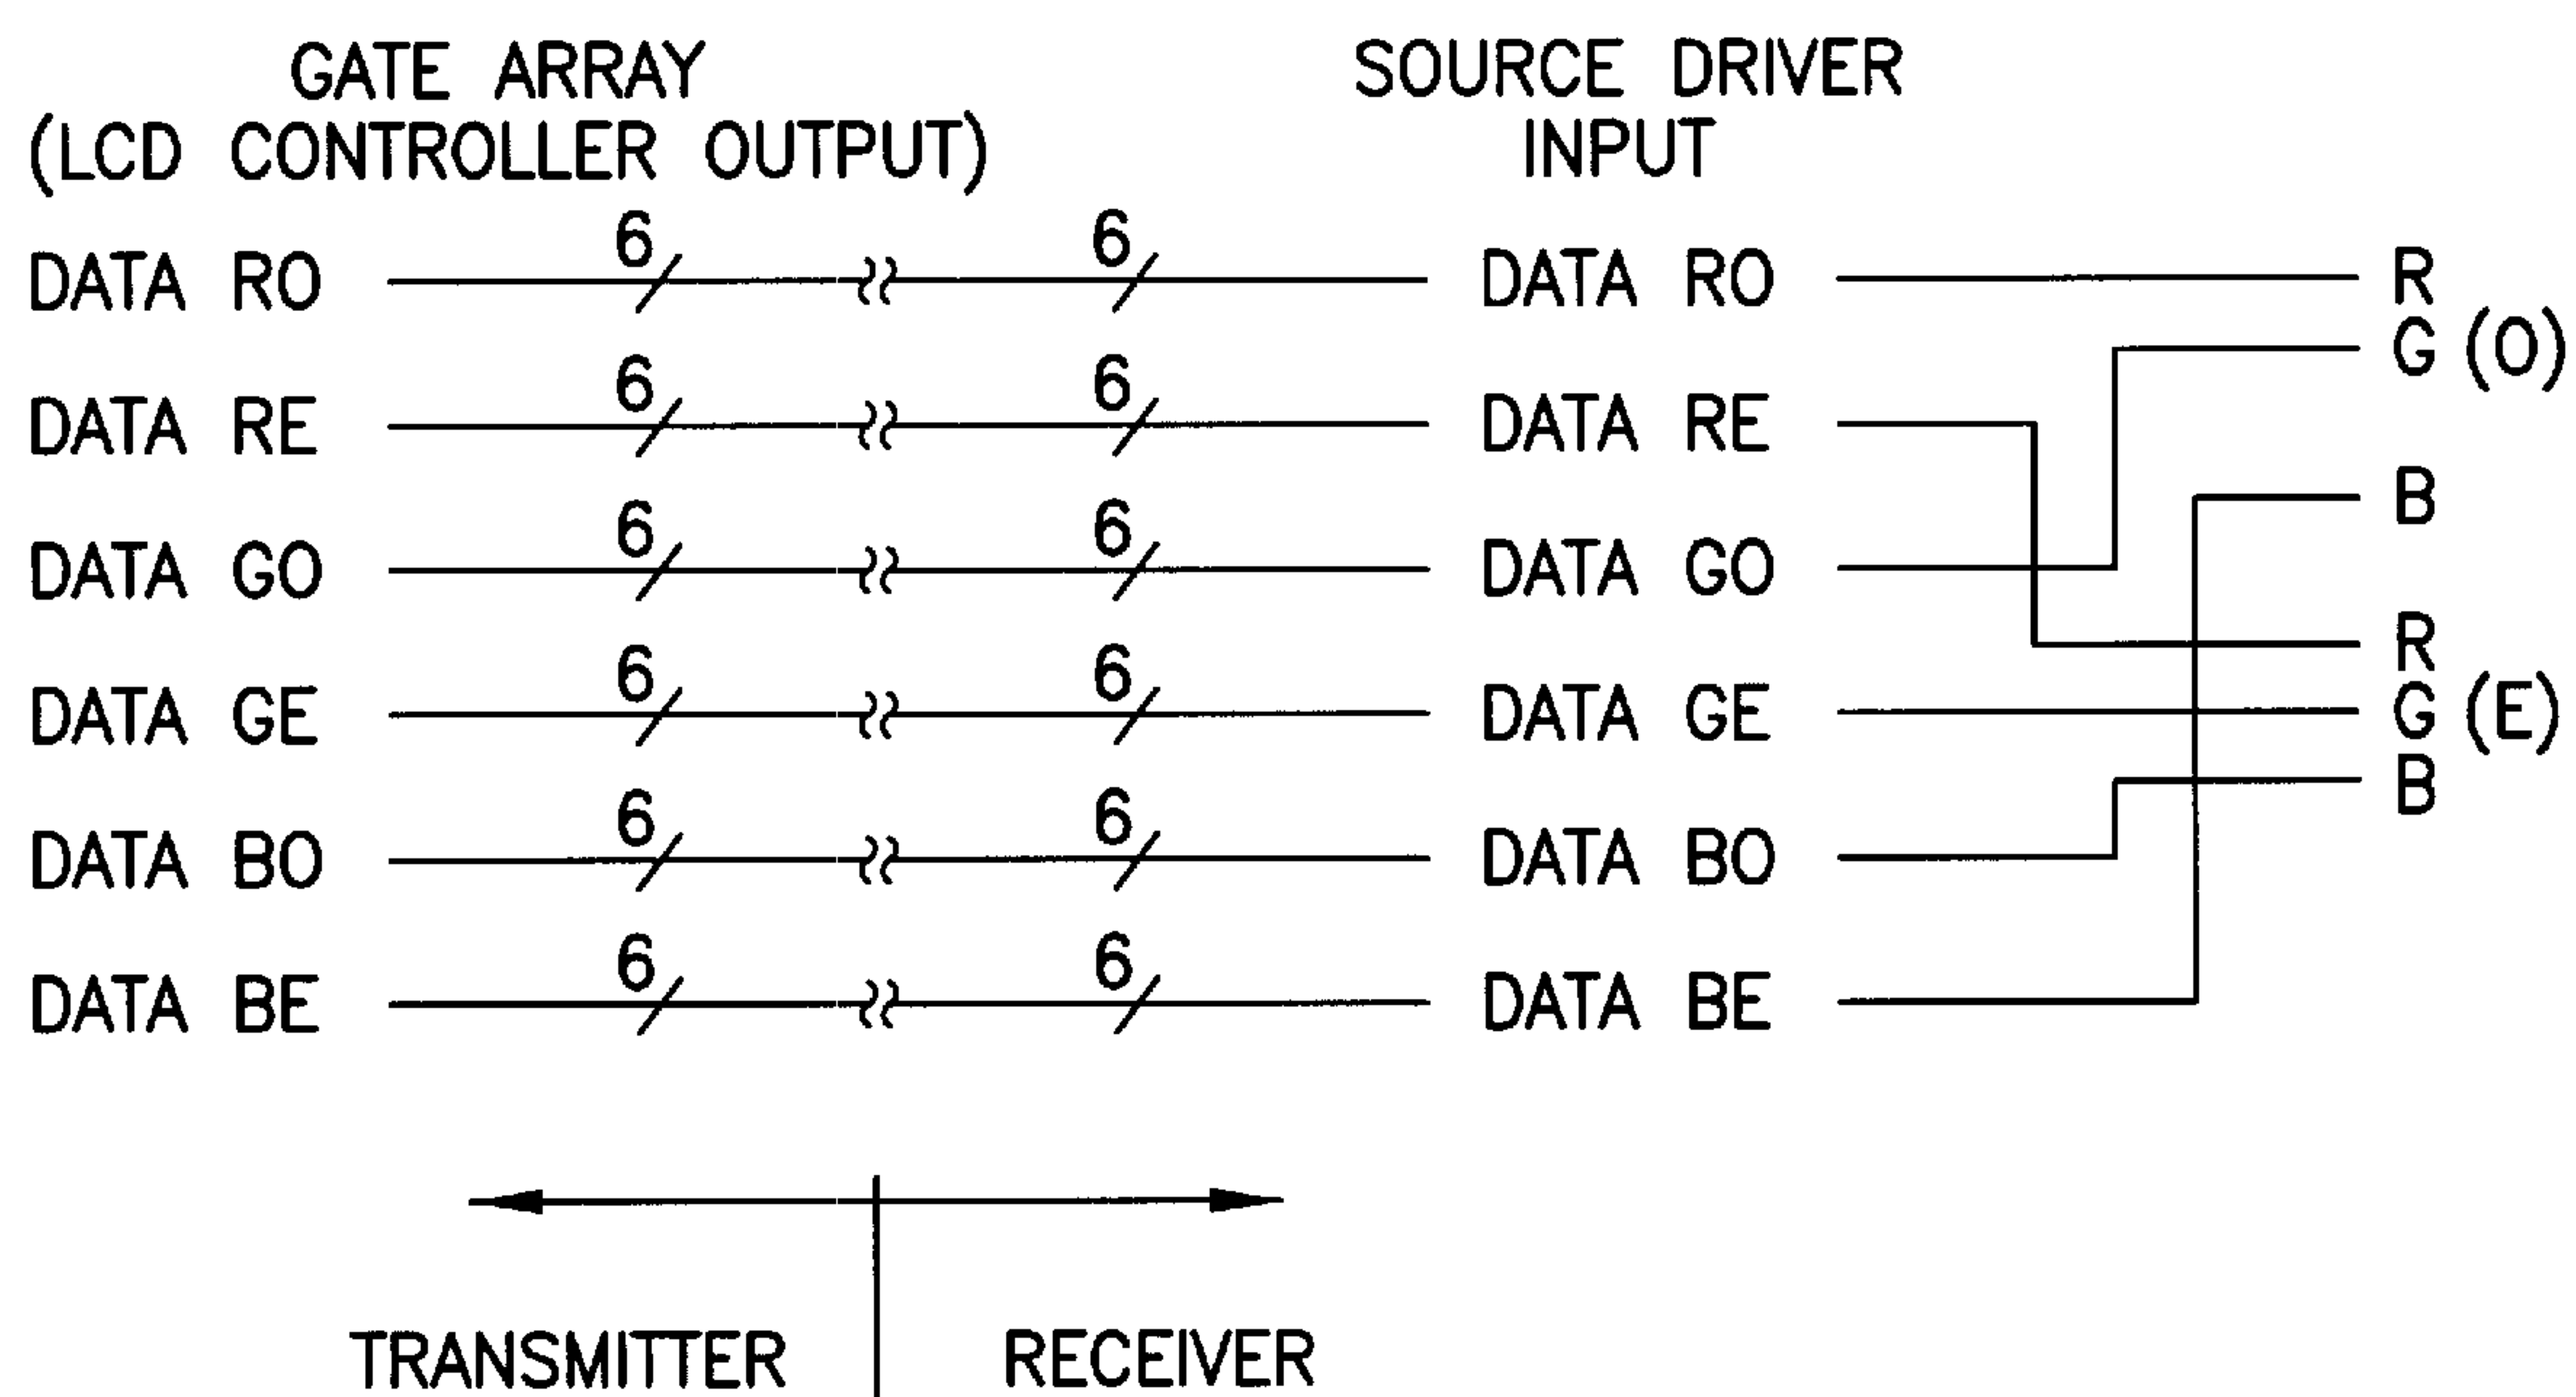 GATE ARRAY
(LCD CONTROLLER OUTPUT)
SOURCE DRIVER
INPUT
DATA RO 6 6 DATA RO R
G (O)
DATA RE 6 6 DATA RE
B
DATA GO 6 6 DATA GO
R
DATA GE 6 6 DATA GE G (E)
B
DATA BO 6 6 DATA BO
DATA BE 6 6 DATA BE
TRANSMITTER RECEIVER